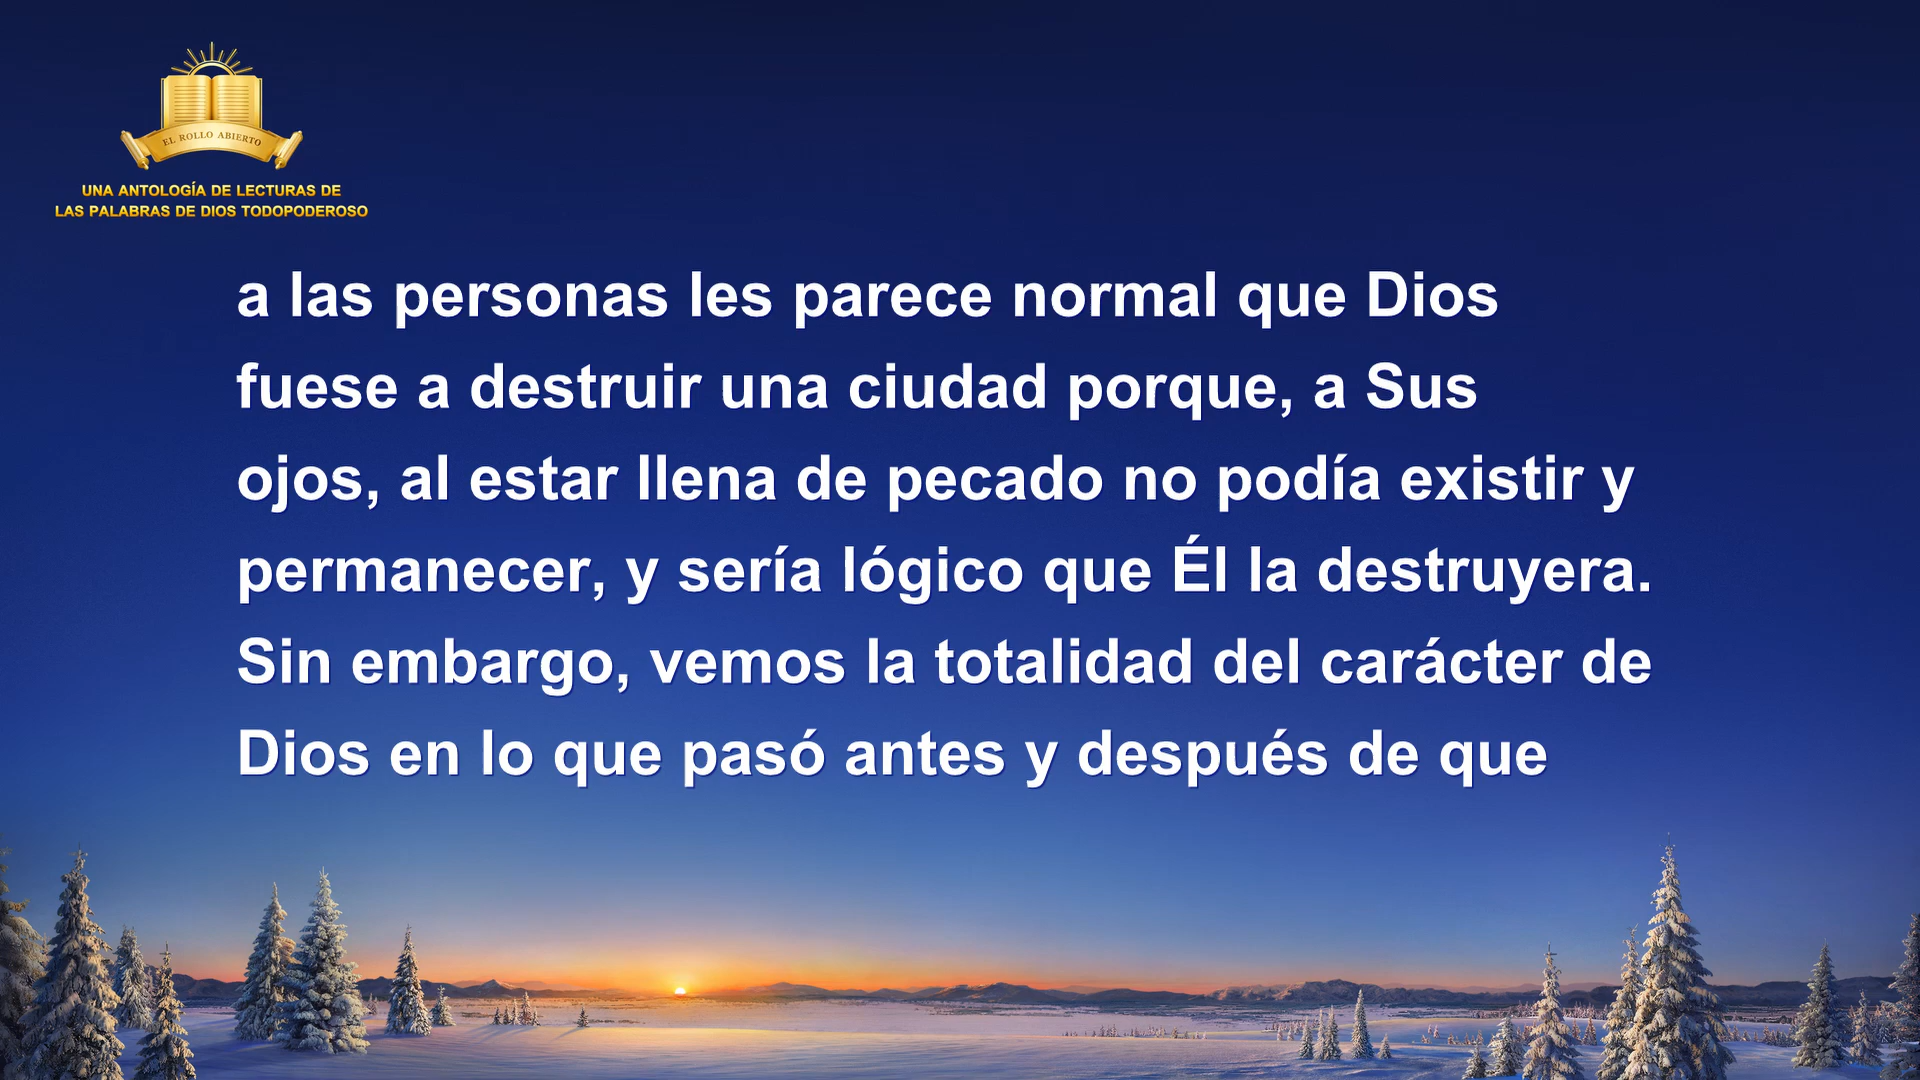 EL ROLLO ABIERTO
UNA ANTOLOGÍA DE LECTURAS DE
LAS PALABRAS DE DIOS TODOPODEROSO
a las personas les parece normal que Dios
fuese a destruir una ciudad porque, a Sus
ojos, al estar llena de pecado no podía existir y
permanecer, y sería lógico que Él la destruyera.
Sin embargo, vemos la totalidad del carácter de
Dios en lo que pasó antes y después de que